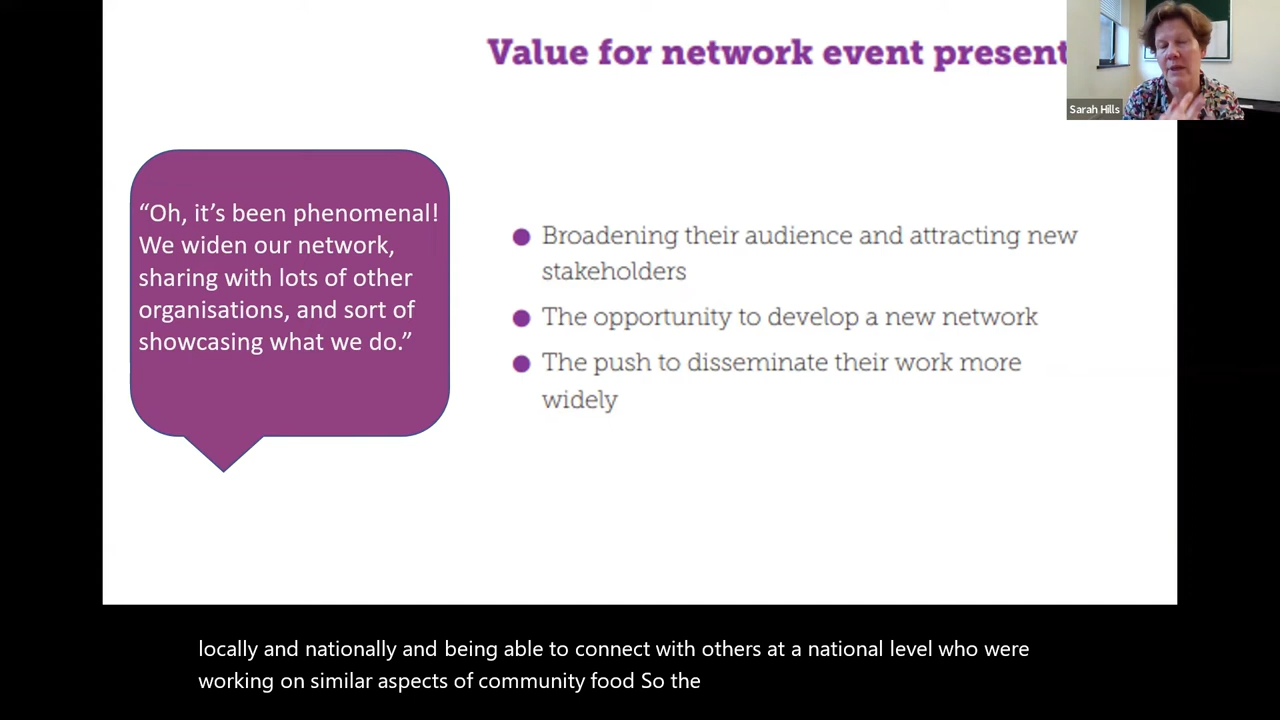 Value for network event present
Sarah Hills
“Oh, it’s been phenomenal!
We widen our network,
sharing with lots of other
organisations, and sort of
showcasing what we do.”
Broadening their audience and attracting new
stakeholders
The opportunity to develop a new network
The push to disseminate their work more
widely
locally and nationally and being able to connect with others at a national level who were
working on similar aspects of community food So the